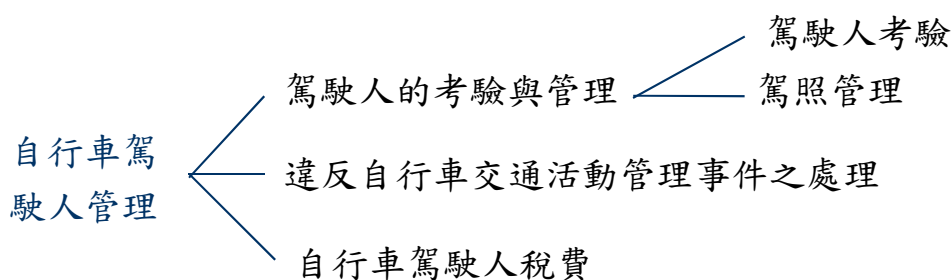 駕駛人考驗
駕駛人的考驗與管理
駕照管理
自行車駕
駛人管理
違反自行車交通活動管理事件之處理
自行車駕駛人稅費